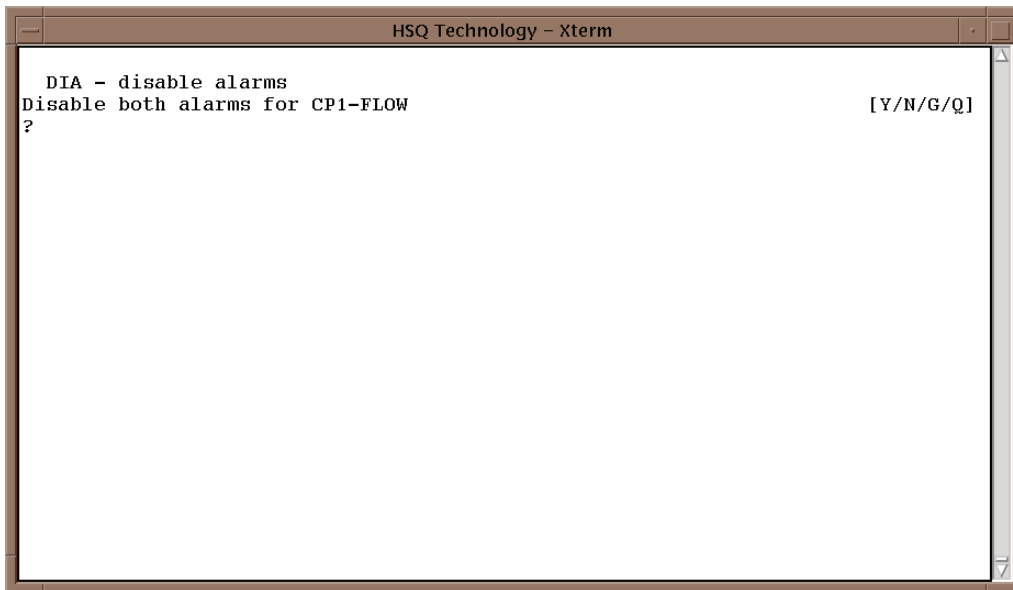 HSQ Technology – Xterm
DIA – disable alarms
Disable both alarms for CP1–FLOW [Y/N/G/Q]
?